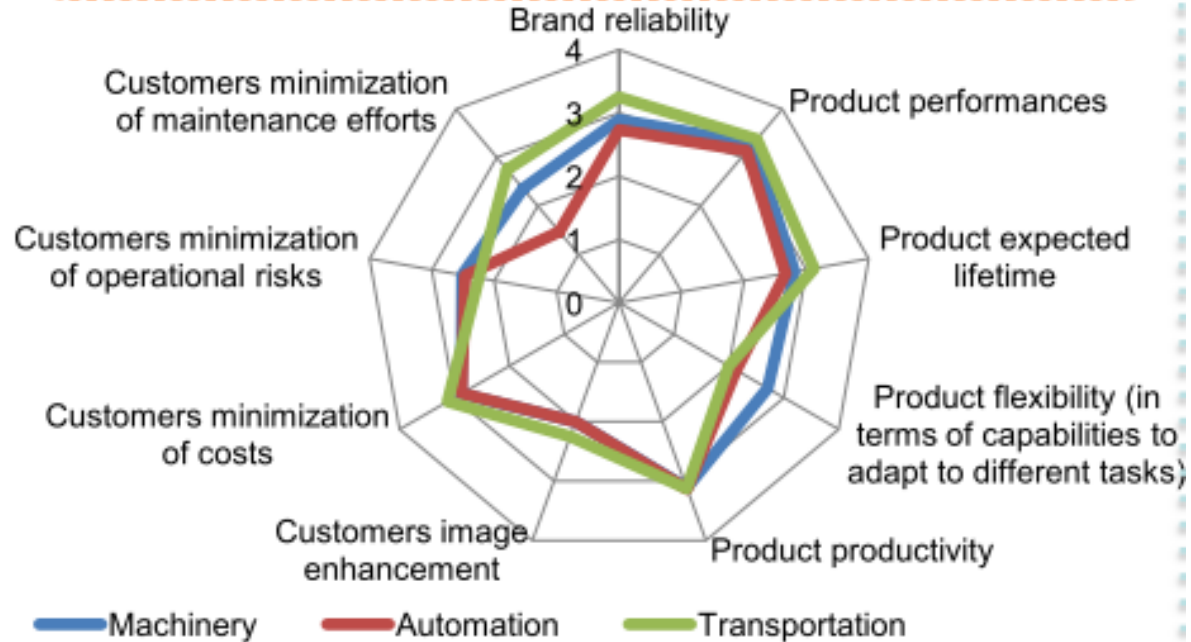 Brand reliability
4
Customers minimization
of maintenance efforts
Product performances
3
2
Customers minimization
of operational risks
1
Product expected
lifetime
0
Product flexibility (in
terms of capabilities to
adapt to different tasks)
Customers minimization
of costs
Customers image
enhancement
Product productivity
Machinery
Automation
Transportation